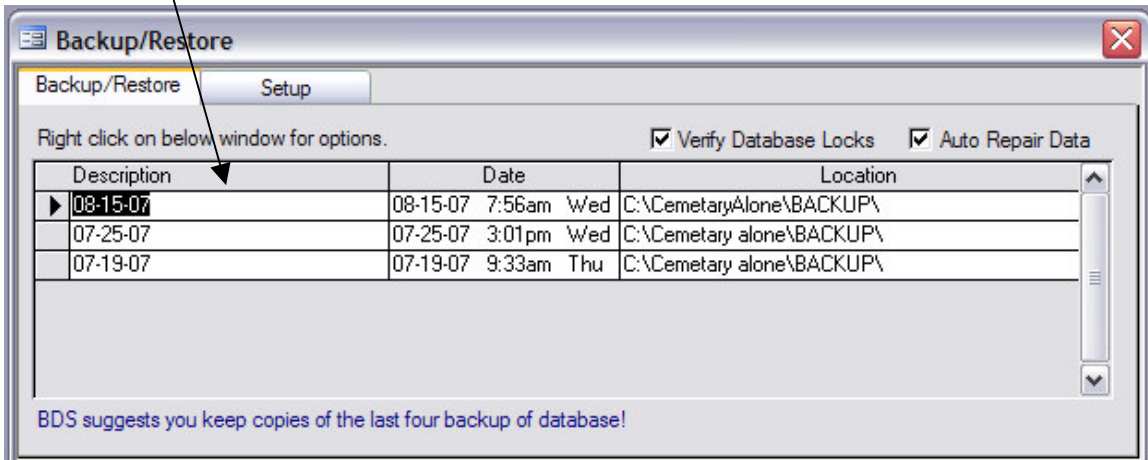 Backup/Restore
Backup/Restore Setup
Right click on below window for options. Verify Database Locks Auto Repair Data
Description Date Location
08-15-07 08-15-07 7:56am Wed C:\CemetaryAlone\BACKUP\
07-25-07 07-25-07 3:01pm Wed C:\Cemetary alone\BACKUP\
07-19-07 07-19-07 9:33am Thu C:\Cemetary alone\BACKUP\
BDS suggests you keep copies of the last four backup of database!